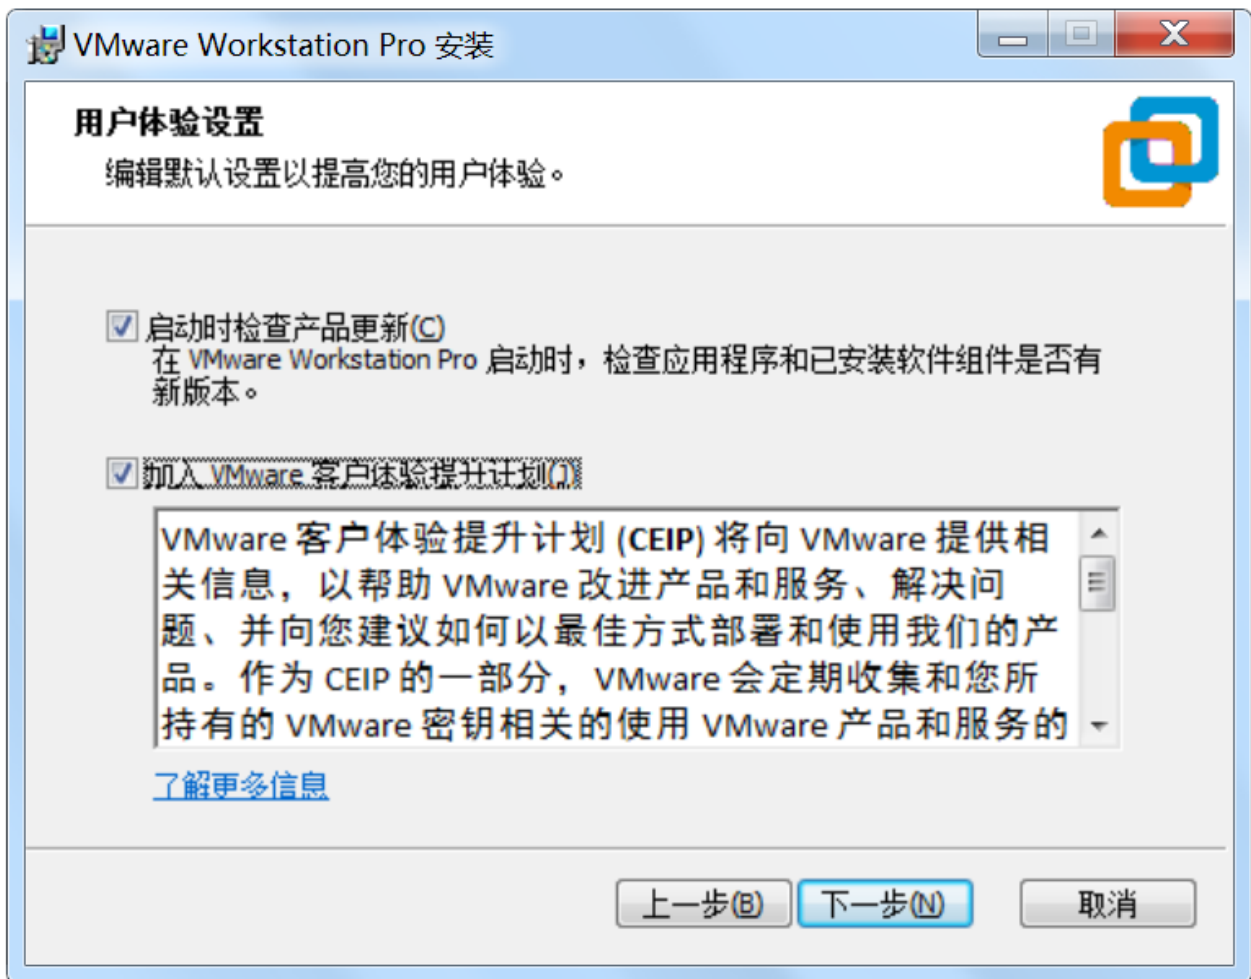 VMware Workstation Pro 安装
用户体验设置
编辑默认设置以提高您的用户体验。
启动时检查产品更新(C)
在 VMware Workstation Pro 启动时，检查应用程序和已安装软件组件是否有
新版本。
加入 VMware 客户体验提升计划(J)
VMware 客户体验提升计划 (CEIP) 将向 VMware 提供相
关信息，以帮助 VMware 改进产品和服务、解决问
题、并向您建议如何以最佳方式部署和使用我们的产
品。作为 CEIP 的一部分，VMware 会定期收集和您所
持有的 VMware 密钥相关的使用 VMware 产品和服务的
了解更多信息
上一步(B) 下一步(N) 取消